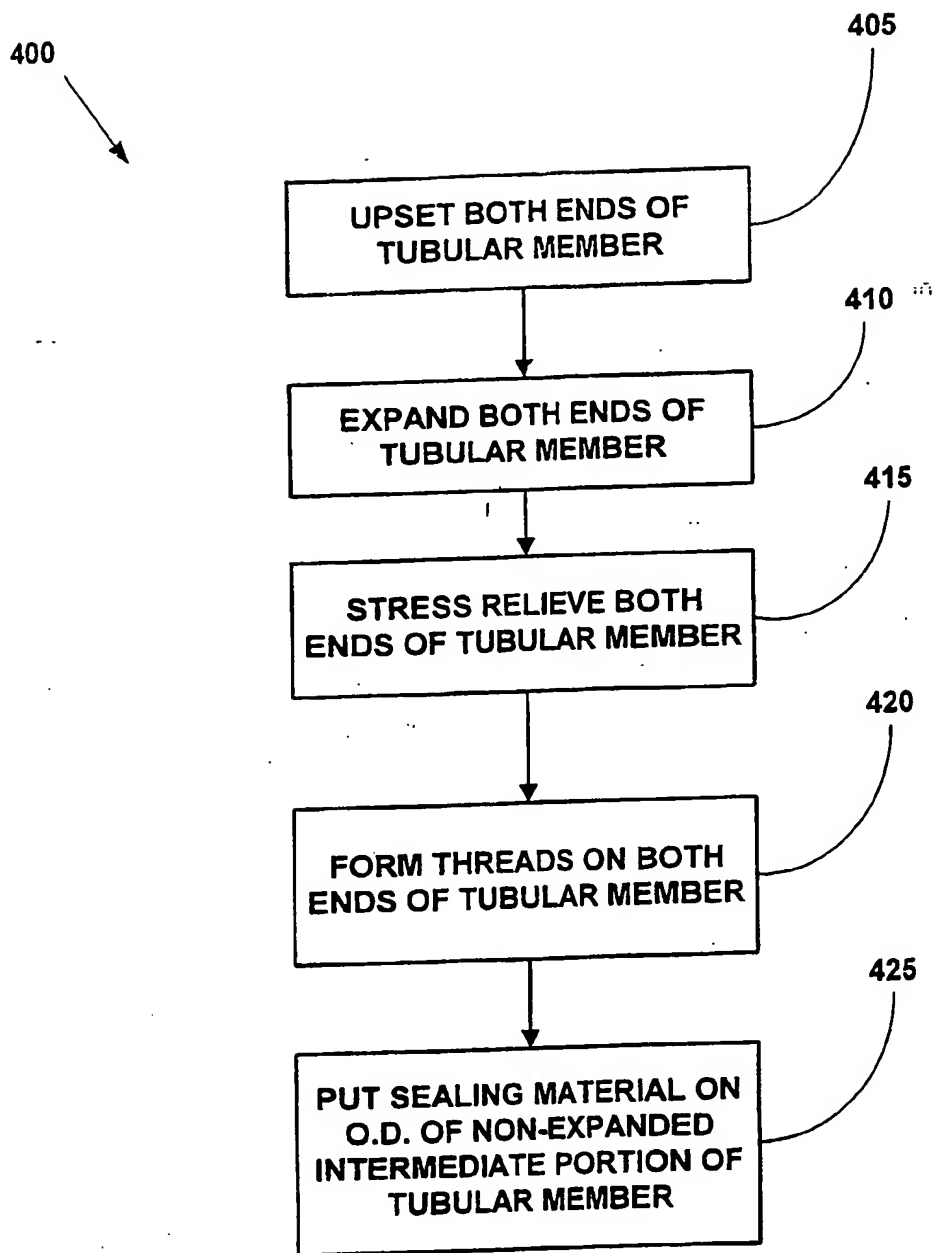 400
405
UPSET BOTH ENDS OF
TUBULAR MEMBER
410
EXPAND BOTH ENDS OF
TUBULAR MEMBER
415
STRESS RELIEVE BOTH
ENDS OF TUBULAR MEMBER
420
FORM THREADS ON BOTH
ENDS OF TUBULAR MEMBER
425
PUT SEALING MATERIAL ON
O.D. OF NON-EXPANDED
INTERMEDIATE PORTION OF
TUBULAR MEMBER